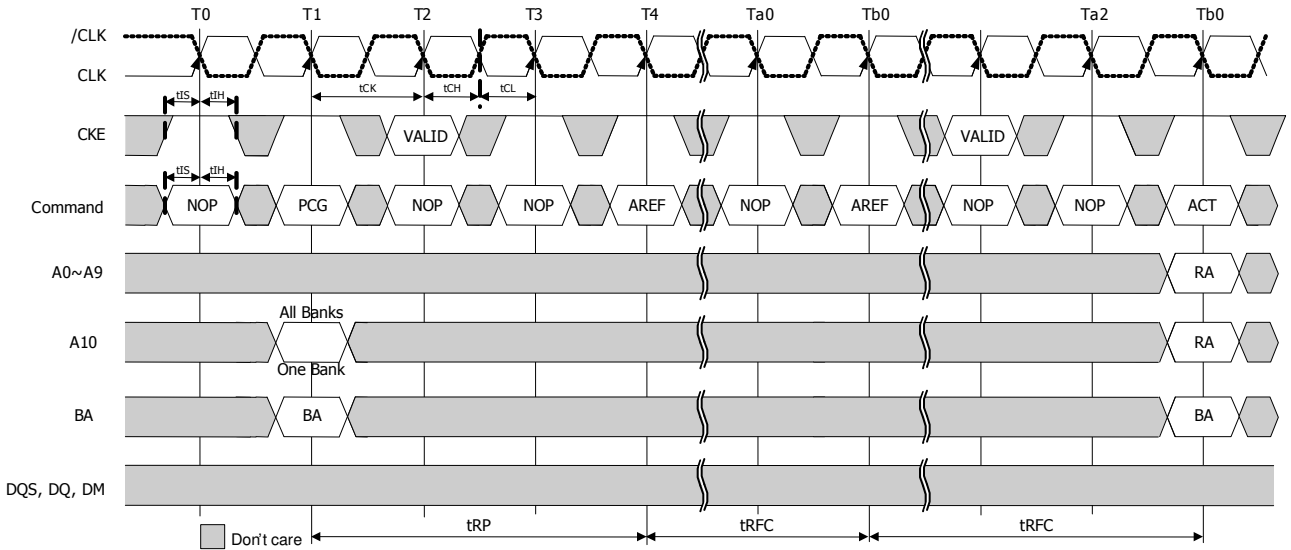 T0 T1 T2 T3 T4 Ta0 Tb0 Ta2 Tb0
/CLK
CLK
tCK tCH tCL
tIS tIH
CKE VALID VALID
tIS tIH
Command NOP PCG NOP NOP AREF NOP AREF NOP NOP ACT
A0~A9 RA
All Banks
A10 RA
One Bank
BA BA BA
DQS, DQ, DM
tRP tRFC tRFC
Don't care